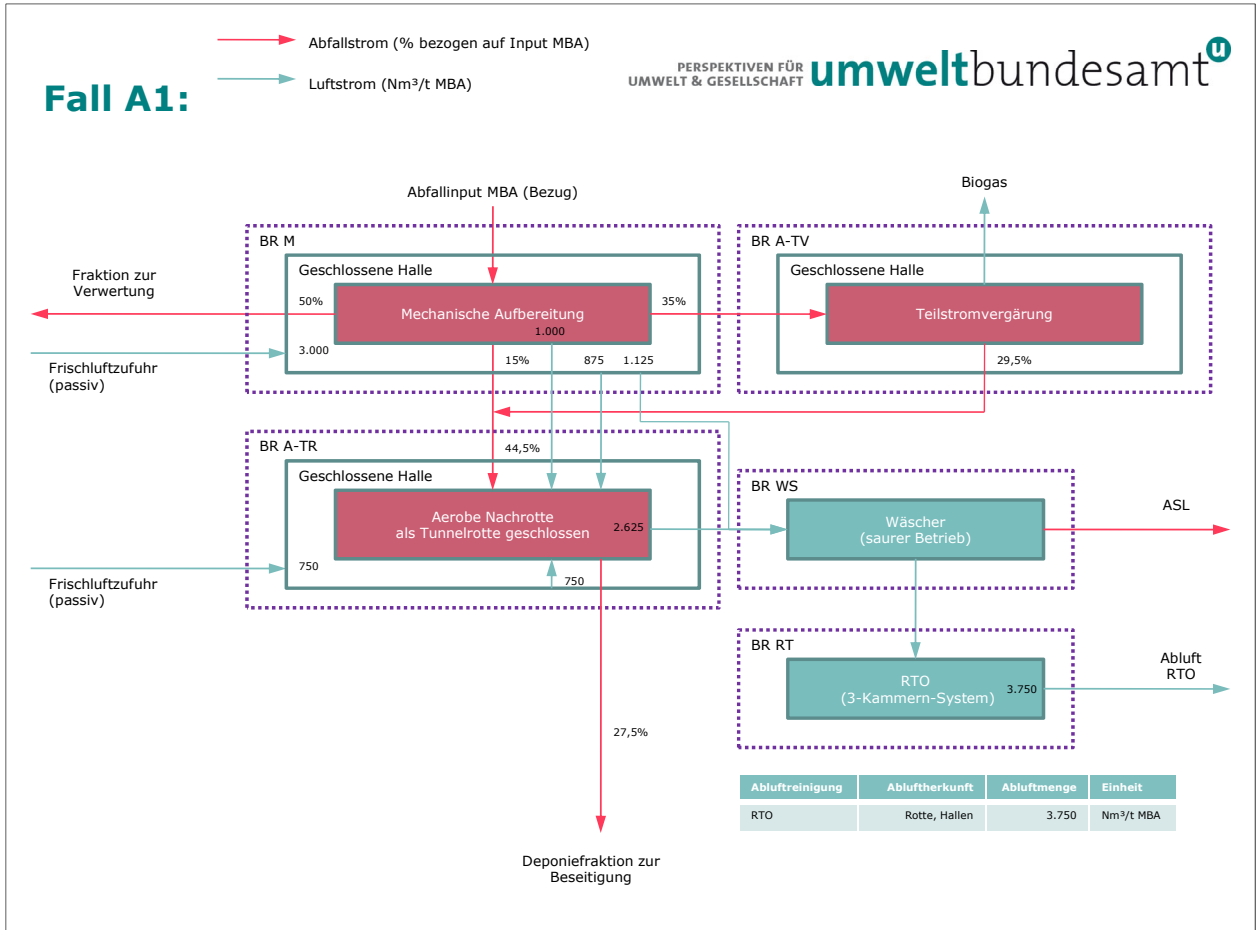 Abfallstrom (% bezogen auf Input MBA)
Luftstrom (Nm³/t MBA)
PERSPEKTIVEN FÜR
UMWELT & GESELLSCHAFT
umweltbundesamt
u
Fall A1:
Abfallinput MBA (Bezug)
Biogas
BR M
BR A-TV
Geschlossene Halle
Geschlossene Halle
Fraktion zur
Verwertung
50%
Mechanische Aufbereitung
1.000
35%
Teilstromvergärung
Frischluftzufuhr
(passiv)
3.000
15%
875
1.125
29,5%
BR A-TR
44,5%
Geschlossene Halle
Aerobe Nachrotte
als Tunnelrotte geschlossen
2.625
BR WS
Wäscher
(saurer Betrieb)
ASL
Frischluftzufuhr
(passiv)
750
750
BR RT
RTO
(3-Kammern-System)
3.750
Abluft
RTO
27,5%
Abluftreinigung Abluftherkunft Abluftmenge Einheit
RTO Rotte, Hallen 3.750 Nm³/t MBA
Deponiefraktion zur
Beseitigung